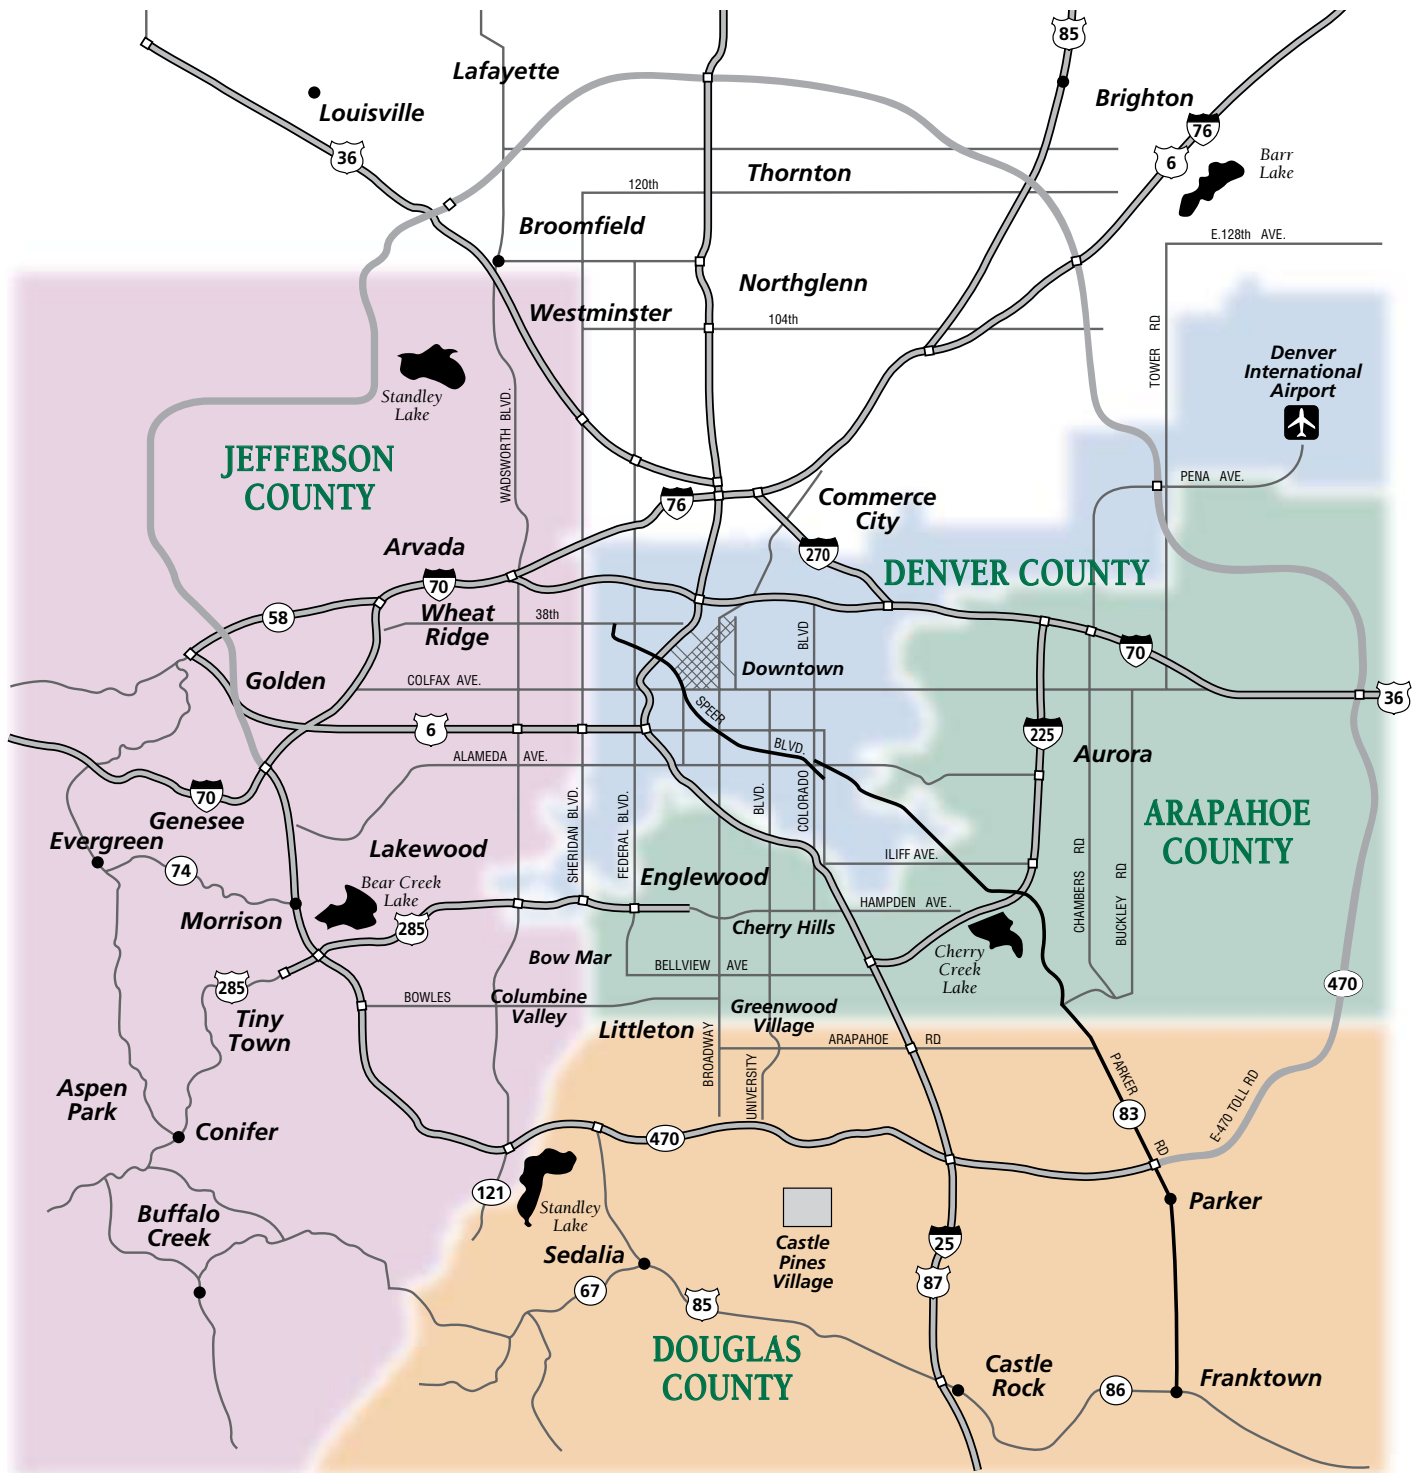 85
Lafayette
Brighton
Louisville
76
36
6
Barr
Lake
Thornton
120th
Broomfield
E.128th AVE.
Northglenn
Westminster
104th
TOWER RD
Denver
International
Airport
Standley
Lake
WADSWORTH BLVD.
JEFFERSON
COUNTY
PENA AVE.
76
Commerce
City
Arvada
270
DENVER COUNTY
70
58
Wheat
Ridge
38th
BLVD
70
Downtown
Golden
COLFAX AVE.
36
SPEER
BLVD.
6
225
Aurora
ALAMEDA AVE.
70
Genesee
SHERIDAN BLVD.
FEDERAL BLVD.
BLVD.
COLORADO
ARAPAHOE
COUNTY
Evergreen
74
Lakewood
ILIFF AVE.
CHAMBERS RD
BUCKLEY RD
Bear Creek
Lake
Englewood
HAMPDEN AVE.
Morrison
285
Cherry Hills
Cherry
Creek
Lake
Bow Mar
BELLVIEW AVE
285
BOWLES
Columbine
Valley
Greenwood
Village
470
Tiny
Town
Littleton
BROADWAY
ARAPAHOE RD
UNIVERSITY
PARKER
RD
Aspen
Park
83
E-470 TOLL RD
Conifer
470
121
Standley
Lake
Parker
Buffalo
Creek
Sedalia
Castle
Pines
Village
25
67
87
85
DOUGLAS
COUNTY
Castle
Rock
86
Franktown